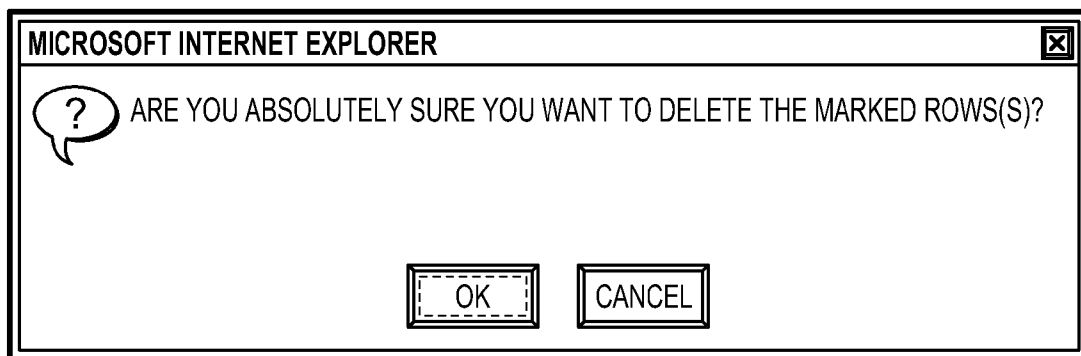 MICROSOFT INTERNET EXPLORER
? ARE YOU ABSOLUTELY SURE YOU WANT TO DELETE THE MARKED ROWS(S)?
OK CANCEL